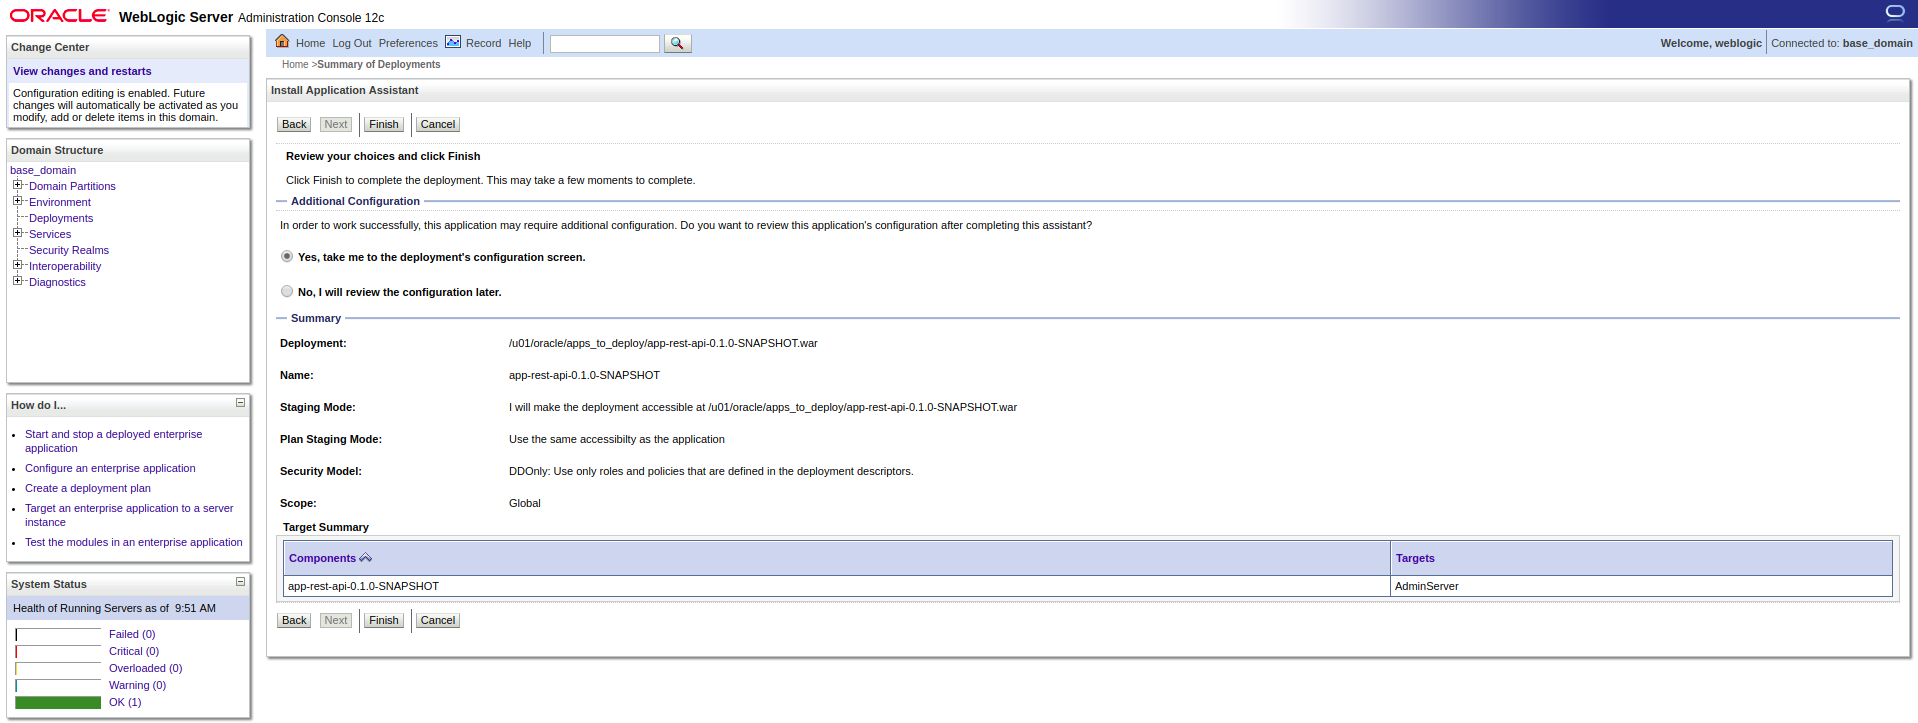 ORACLE WebLogic Server Administration Console 12c
Change Center
View changes and restarts
Configuration editing is enabled. Future
changes will automatically be activated as you
modify, add or delete items in this domain.
Domain Structure
base_domain
Domain Partitions
Environment
Deployments
Services
Security Realms
Interoperability
Diagnostics
How do I...
Start and stop a deployed enterprise
application
Configure an enterprise application
Create a deployment plan
Target an enterprise application to a server
instance
Test the modules in an enterprise application
System Status
Health of Running Servers as of 9:51 AM
Failed (0)
Critical (0)
Overloaded (0)
Warning (0)
OK (1)
Home Log Out Preferences Record Help
Welcome, weblogic Connected to: base_domain
Home >Summary of Deployments
Install Application Assistant
Back Next Finish Cancel
Review your choices and click Finish
Click Finish to complete the deployment. This may take a few moments to complete.
Additional Configuration
In order to work successfully, this application may require additional configuration. Do you want to review this application's configuration after completing this assistant?
Yes, take me to the deployment's configuration screen.
No, I will review the configuration later.
Summary
Deployment: /u01/oracle/apps_to_deploy/app-rest-api-0.1.0-SNAPSHOT.war
Name: app-rest-api-0.1.0-SNAPSHOT
Staging Mode: I will make the deployment accessible at /u01/oracle/apps_to_deploy/app-rest-api-0.1.0-SNAPSHOT.war
Plan Staging Mode: Use the same accessibilty as the application
Security Model: DDOnly: Use only roles and policies that are defined in the deployment descriptors.
Scope: Global
Target Summary
Components Targets
app-rest-api-0.1.0-SNAPSHOT AdminServer
Back Next Finish Cancel